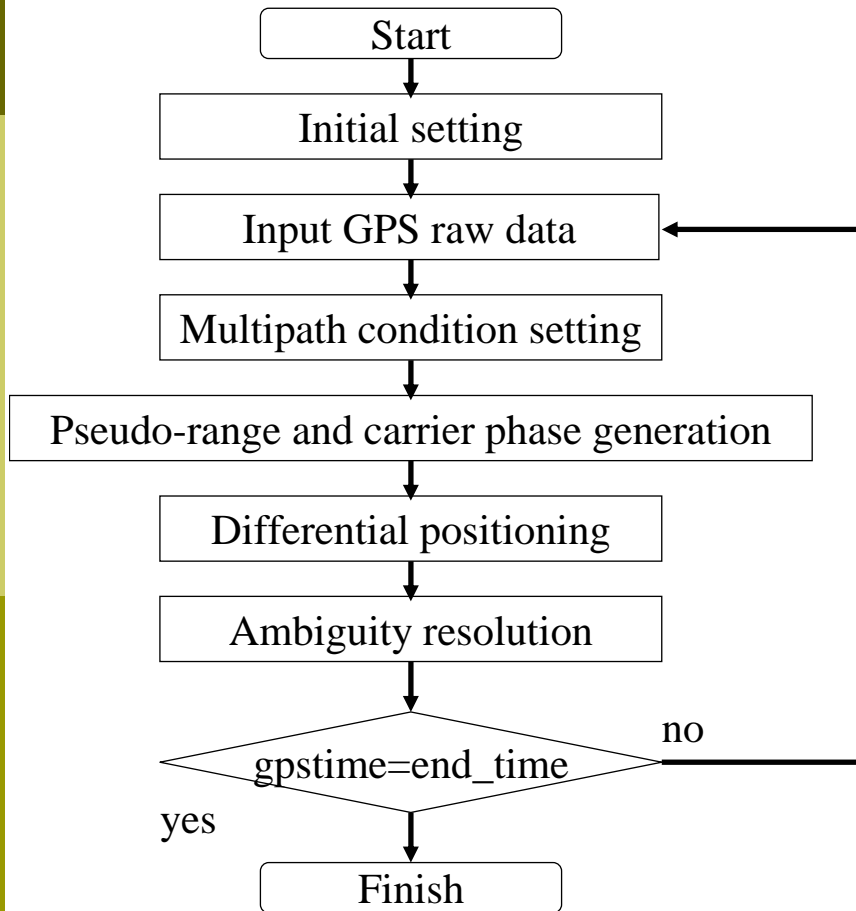 Start
Initial setting
Input GPS raw data
Multipath condition setting
Pseudo-range and carrier phase generation
Differential positioning
Ambiguity resolution
no
gpstime=end_time
yes
Finish